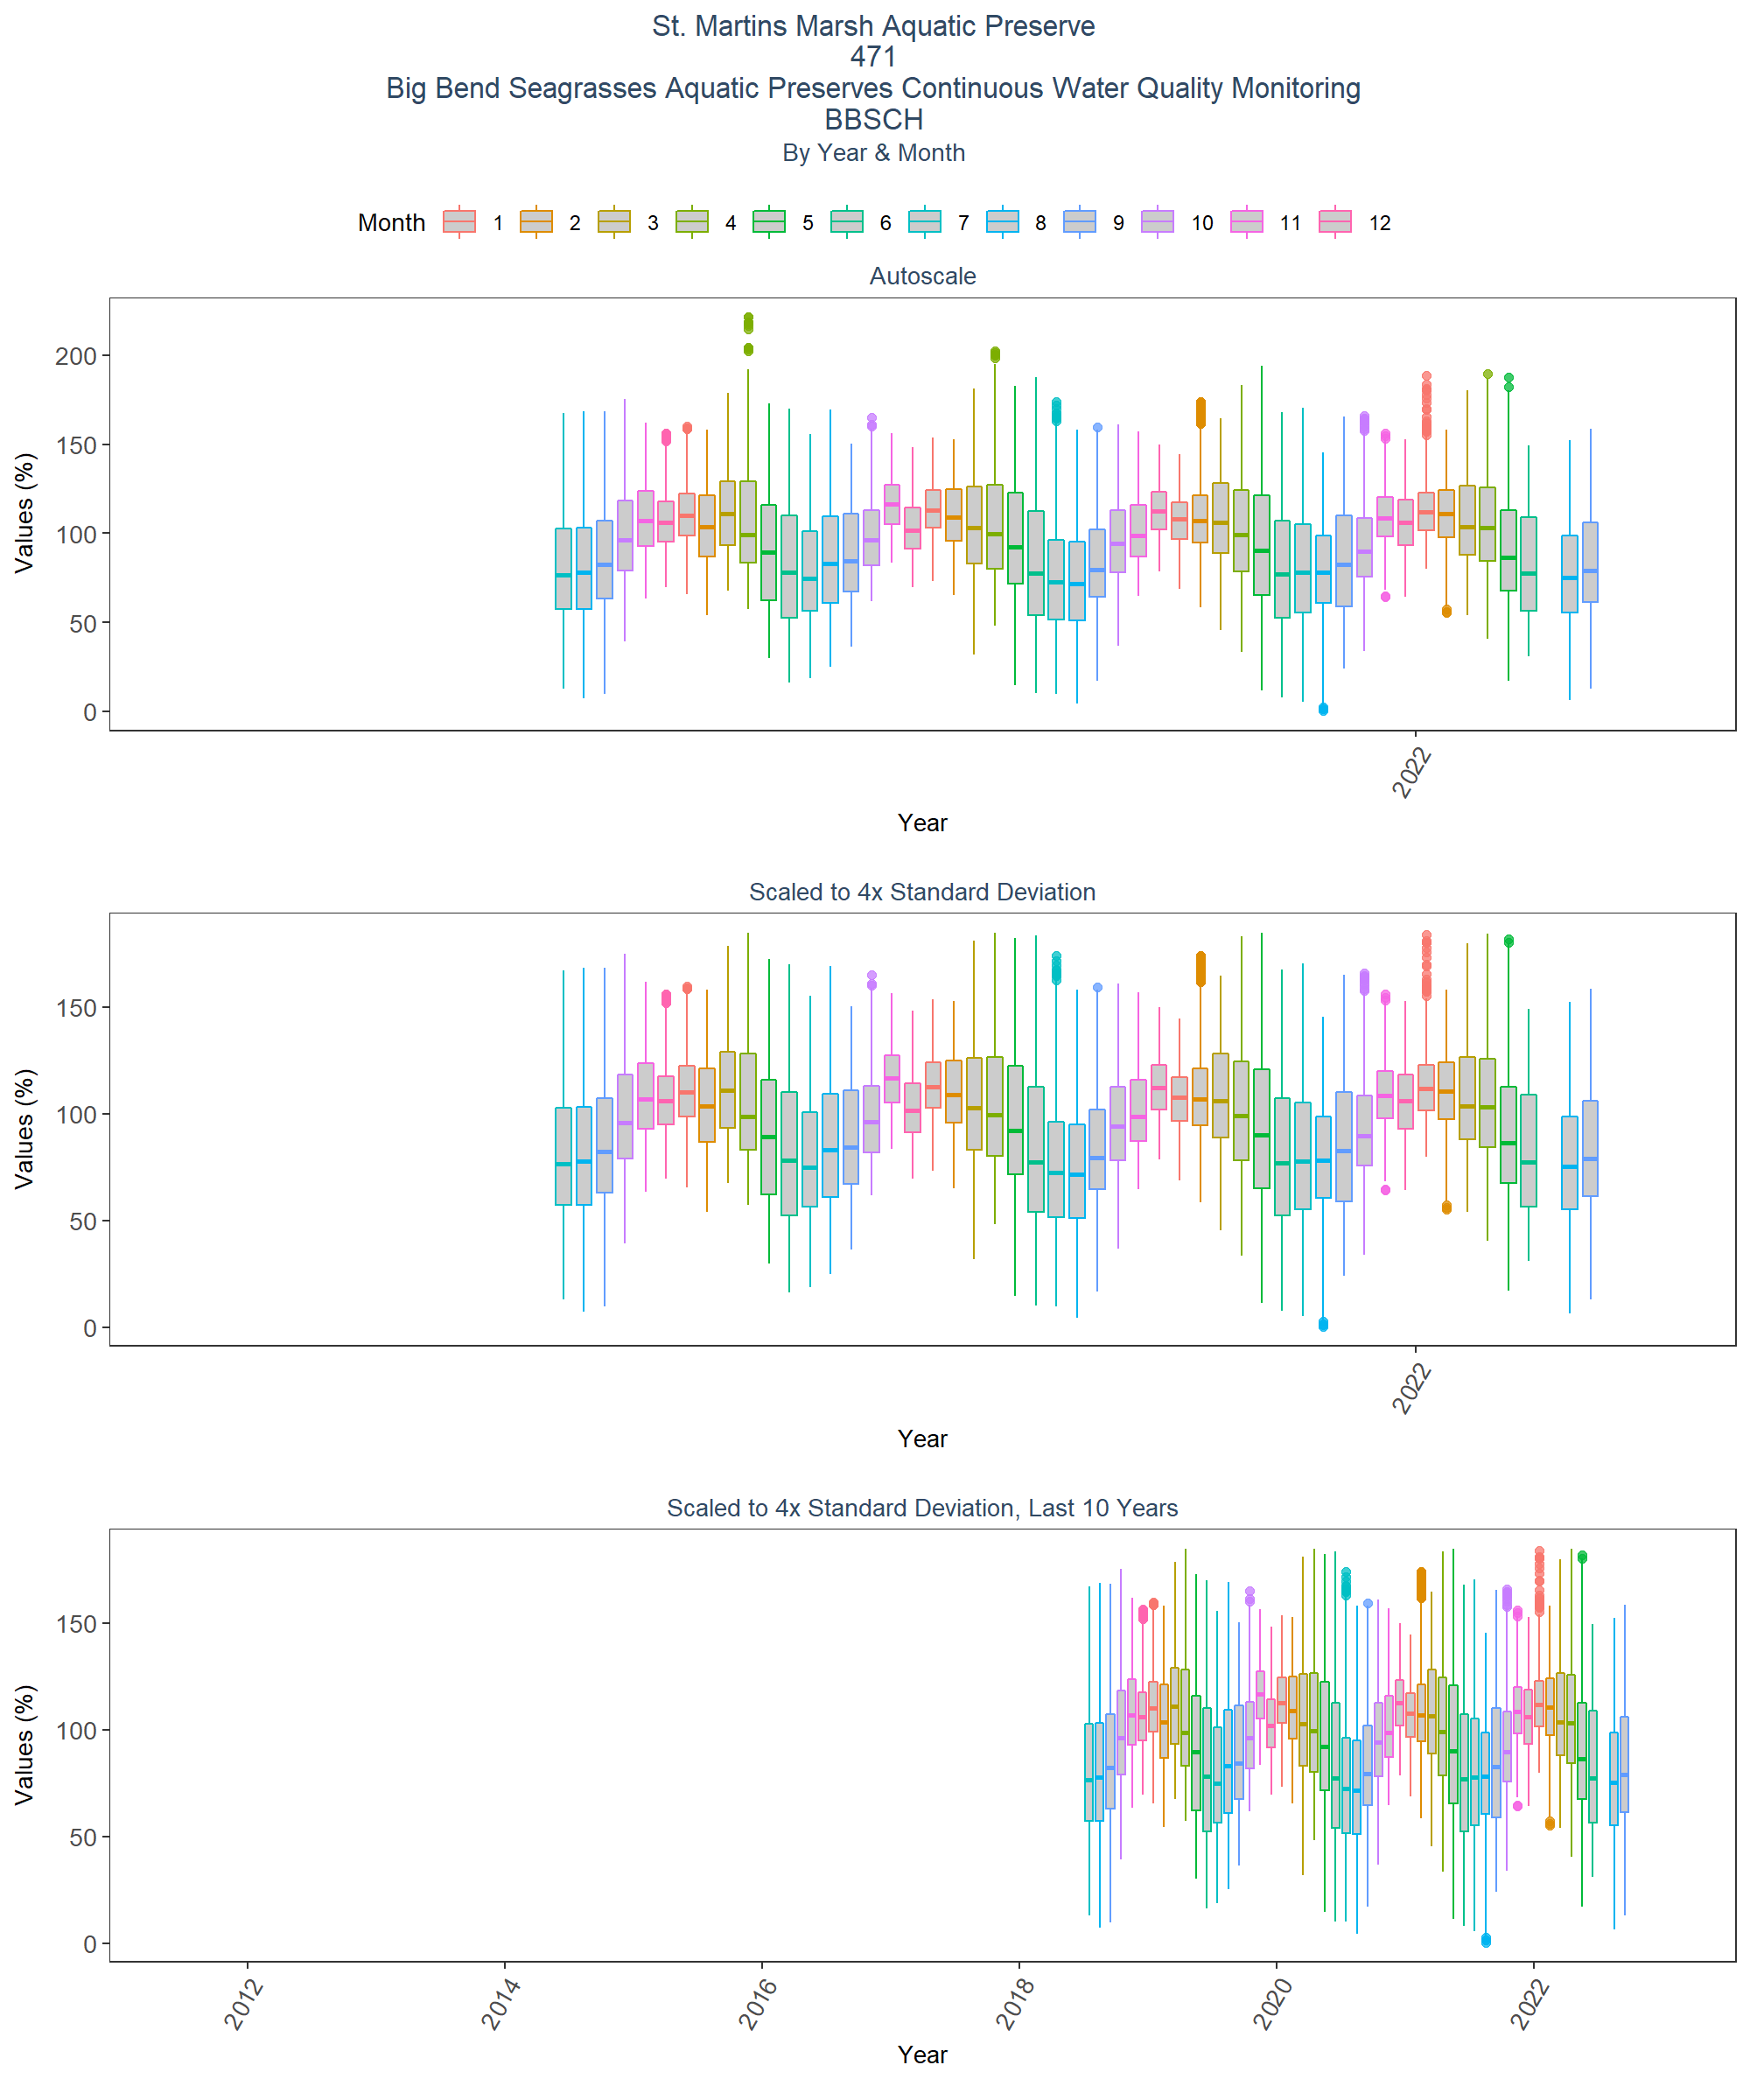 St. Martins Marsh Aquatic Preserve
471
Big Bend Seagrasses Aquatic Preserves Continuous Water Quality Monitoring
BBSCH
By Year & Month
Month 1 2 3 4 5 6 7 8 9 10 11 12
Autoscale
Values (%)
200
150
100
50
0
2022
Year
Scaled to 4x Standard Deviation
Values (%)
150
100
50
0
2022
Year
Scaled to 4x Standard Deviation, Last 10 Years
Values (%)
150
100
50
0
2012 2014 2016 2018 2020 2022
Year